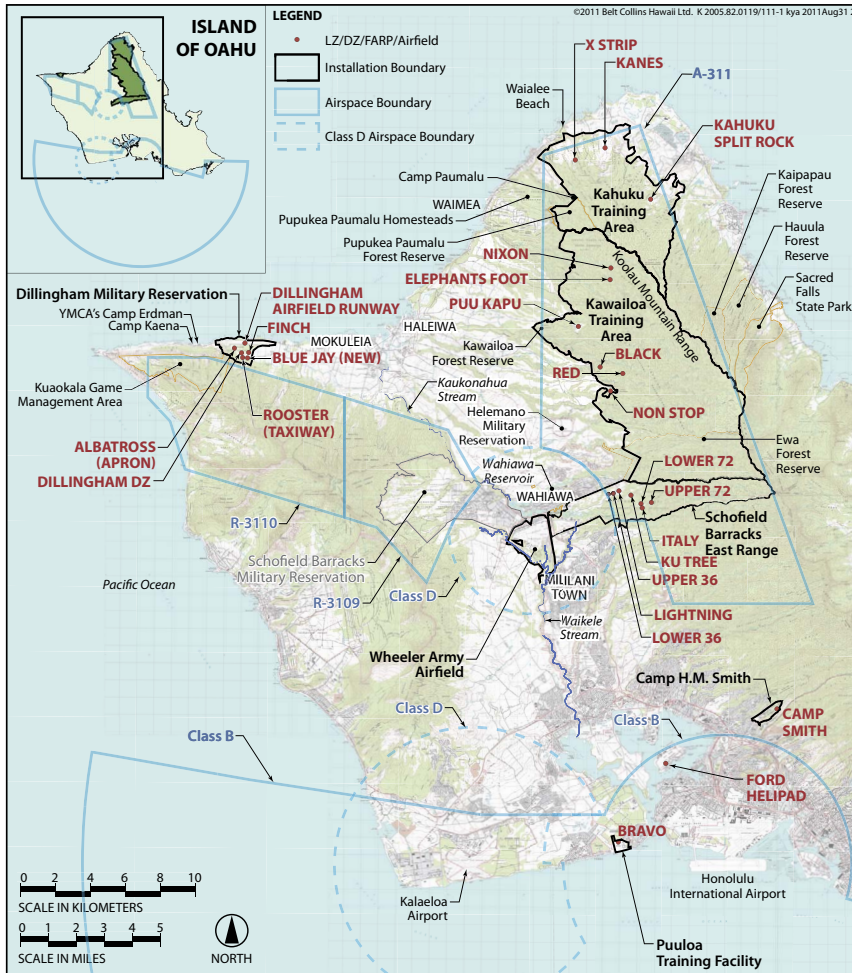 ©2011 Belt Collins Hawaii Ltd. K 2005.82.0119/111-1 kya 2011Aug31 2
ISLAND
OF OAHU
LEGEND
LZ/DZ/FARP/Airfield
Installation Boundary
Airspace Boundary
Class D Airspace Boundary
X STRIP
KANES
A-311
Waialee
Beach
KAHUKU
SPLIT ROCK
Camp Paumalu
Kahuku
Training
Area
Kaipapau
Forest
Reserve
WAIMEA
Pupukea Paumalu Homesteads
Pupukea Paumalu
Forest Reserve
Hauula
Forest
Reserve
NIXON
Koolau Mountain Range
ELEPHANTS FOOT
Sacred
Falls
State Park
Dillingham Military Reservation
DILLINGHAM
AIRFIELD RUNWAY
YMCA's Camp Erdman
Camp Kaena
FINCH
MOKULEIA
HALEIWA
PUU KAPU
Kawailoa
Training
Area
BLUE JAY (NEW)
Kawailoa
Forest Reserve
BLACK
Kuaokala Game
Management Area
Kaukonahua
Stream
RED
ROOSTER
(TAXIWAY)
Helemano
Military
Reservation
NON STOP
ALBATROSS
(APRON)
DILLINGHAM DZ
Ewa
Forest
Reserve
Wahiawa
Reservoir
LOWER 72
WAHIAWA
UPPER 72
R-3110
Schofield
Barracks
East Range
ITALY
Schofield Barracks
Military Reservation
KU TREE
UPPER 36
Pacific Ocean
R-3109
Class D
MILILANI
TOWN
LIGHTNING
Waikele
Stream
LOWER 36
Wheeler Army
Airfield
Camp H.M. Smith
Class D
Class B
Class B
CAMP
SMITH
FORD
HELIPAD
BRAVO
0 2 4 6 8 10
SCALE IN KILOMETERS
Kalaeloa
Airport
Honolulu
International Airport
0 1 2 3 4 5
SCALE IN MILES
NORTH
Puuloa
Training Facility